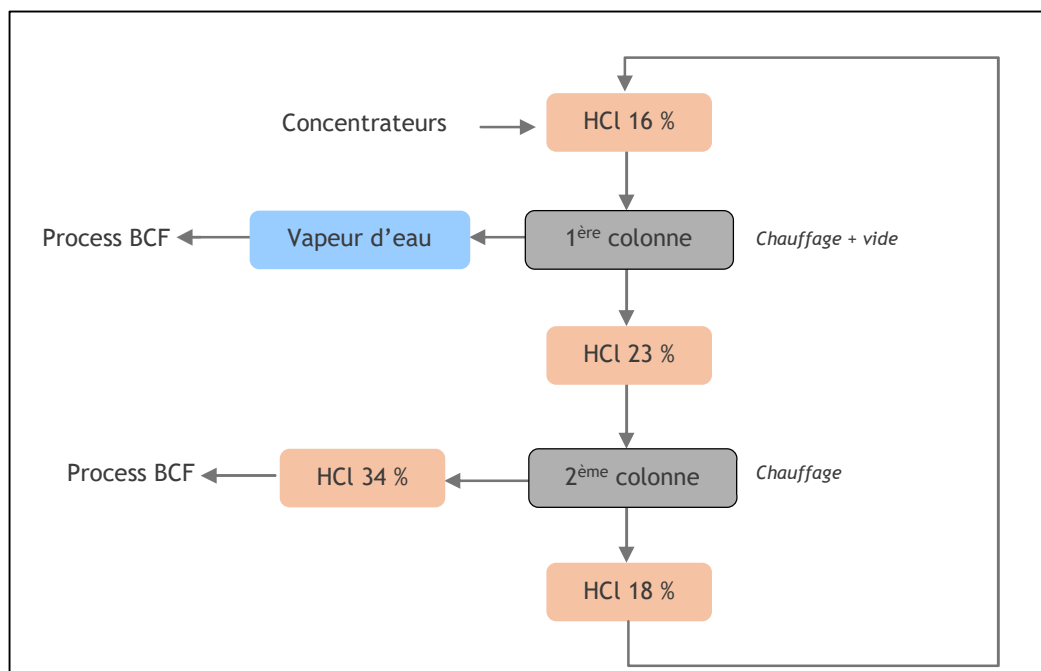 HCl 16 %
Concentrateurs
Process BCF
Vapeur d’eau
1ère colonne
Chauffage + vide
HCl 23 %
Process BCF
HCl 34 %
2ème colonne
Chauffage
HCl 18 %